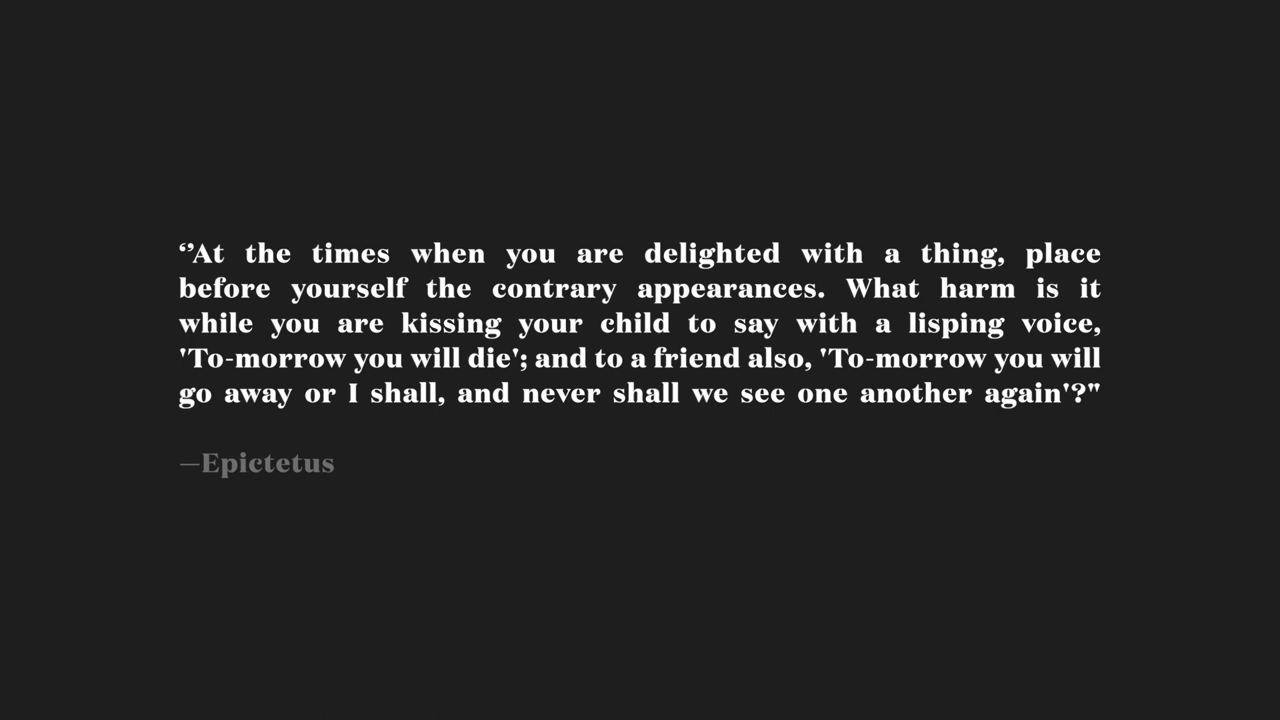 ‘’At the times when you are delighted with a thing, place
before yourself the contrary appearances. What harm is it
while you are kissing your child to say with a lisping voice,
'To-morrow you will die'; and to a friend also, 'To-morrow you will
go away or I shall, and never shall we see one another again'?"
—Epictetus